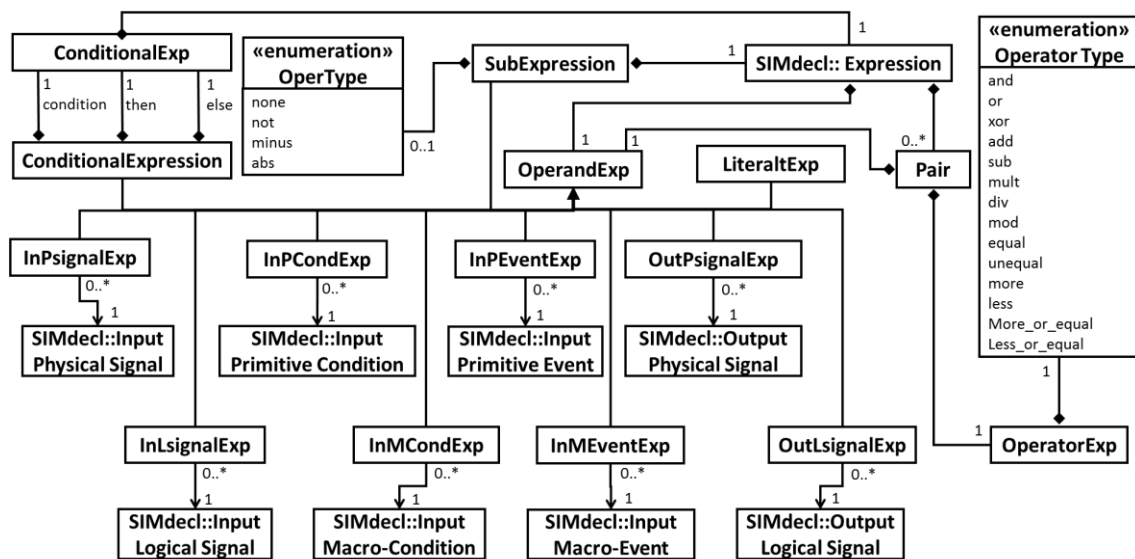 ConditionalExp
1
condition
1
then
1
else
ConditionalExpression
«enumeration»
OperType
none
not
minus
abs
0..1
SubExpression
1
1
SIMdecl:: Expression
1
1
0..*
OperandExp
LiteraltExp
Pair
«enumeration»
Operator Type
and
or
xor
add
sub
mult
div
mod
equal
unequal
more
less
More_or_equal
Less_or_equal
1
1
OperatorExp
InPsignalExp
0..*
1
SIMdecl::Input
Physical Signal
InPCondExp
0..*
1
SIMdecl::Input
Primitive Condition
InPEventExp
0..*
1
SIMdecl::Input
Primitive Event
OutPsignalExp
0..*
1
SIMdecl::Output
Physical Signal
InLsignalExp
0..*
1
SIMdecl::Input
Logical Signal
InMCondExp
0..*
1
SIMdecl::Input
Macro-Condition
InMEventExp
0..*
1
SIMdecl::Input
Macro-Event
OutLsignalExp
0..*
1
SIMdecl::Output
Logical Signal